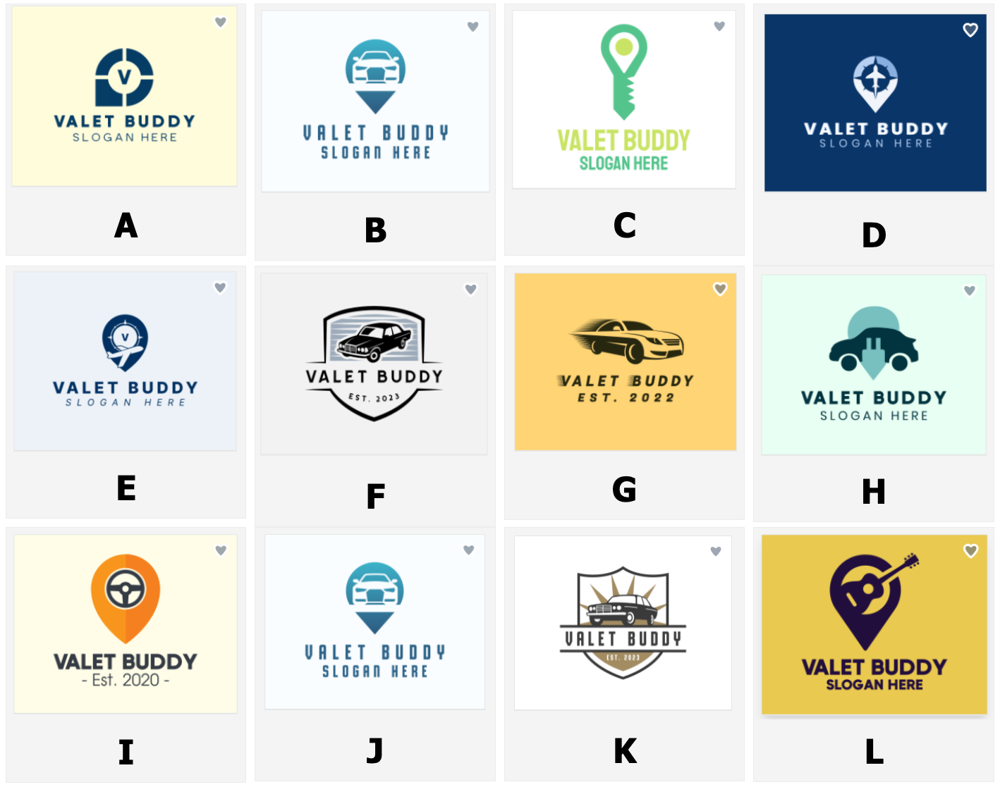 V
VALET BUDDY
SLOGAN HERE
A
VALET BUDDY
SLOGAN HERE
B
VALET BUDDY
SLOGAN HERE
C
VALET BUDDY
SLOGAN HERE
D
V
VALET BUDDY
SLOGAN HERE
E
VALET BUDDY
EST. 2023
F
VALET BUDDY
EST. 2022
G
VALET BUDDY
SLOGAN HERE
H
VALET BUDDY
- Est. 2020 -
I
VALET BUDDY
SLOGAN HERE
J
VALET BUDDY
EST. 2023
K
VALET BUDDY
SLOGAN HERE
L